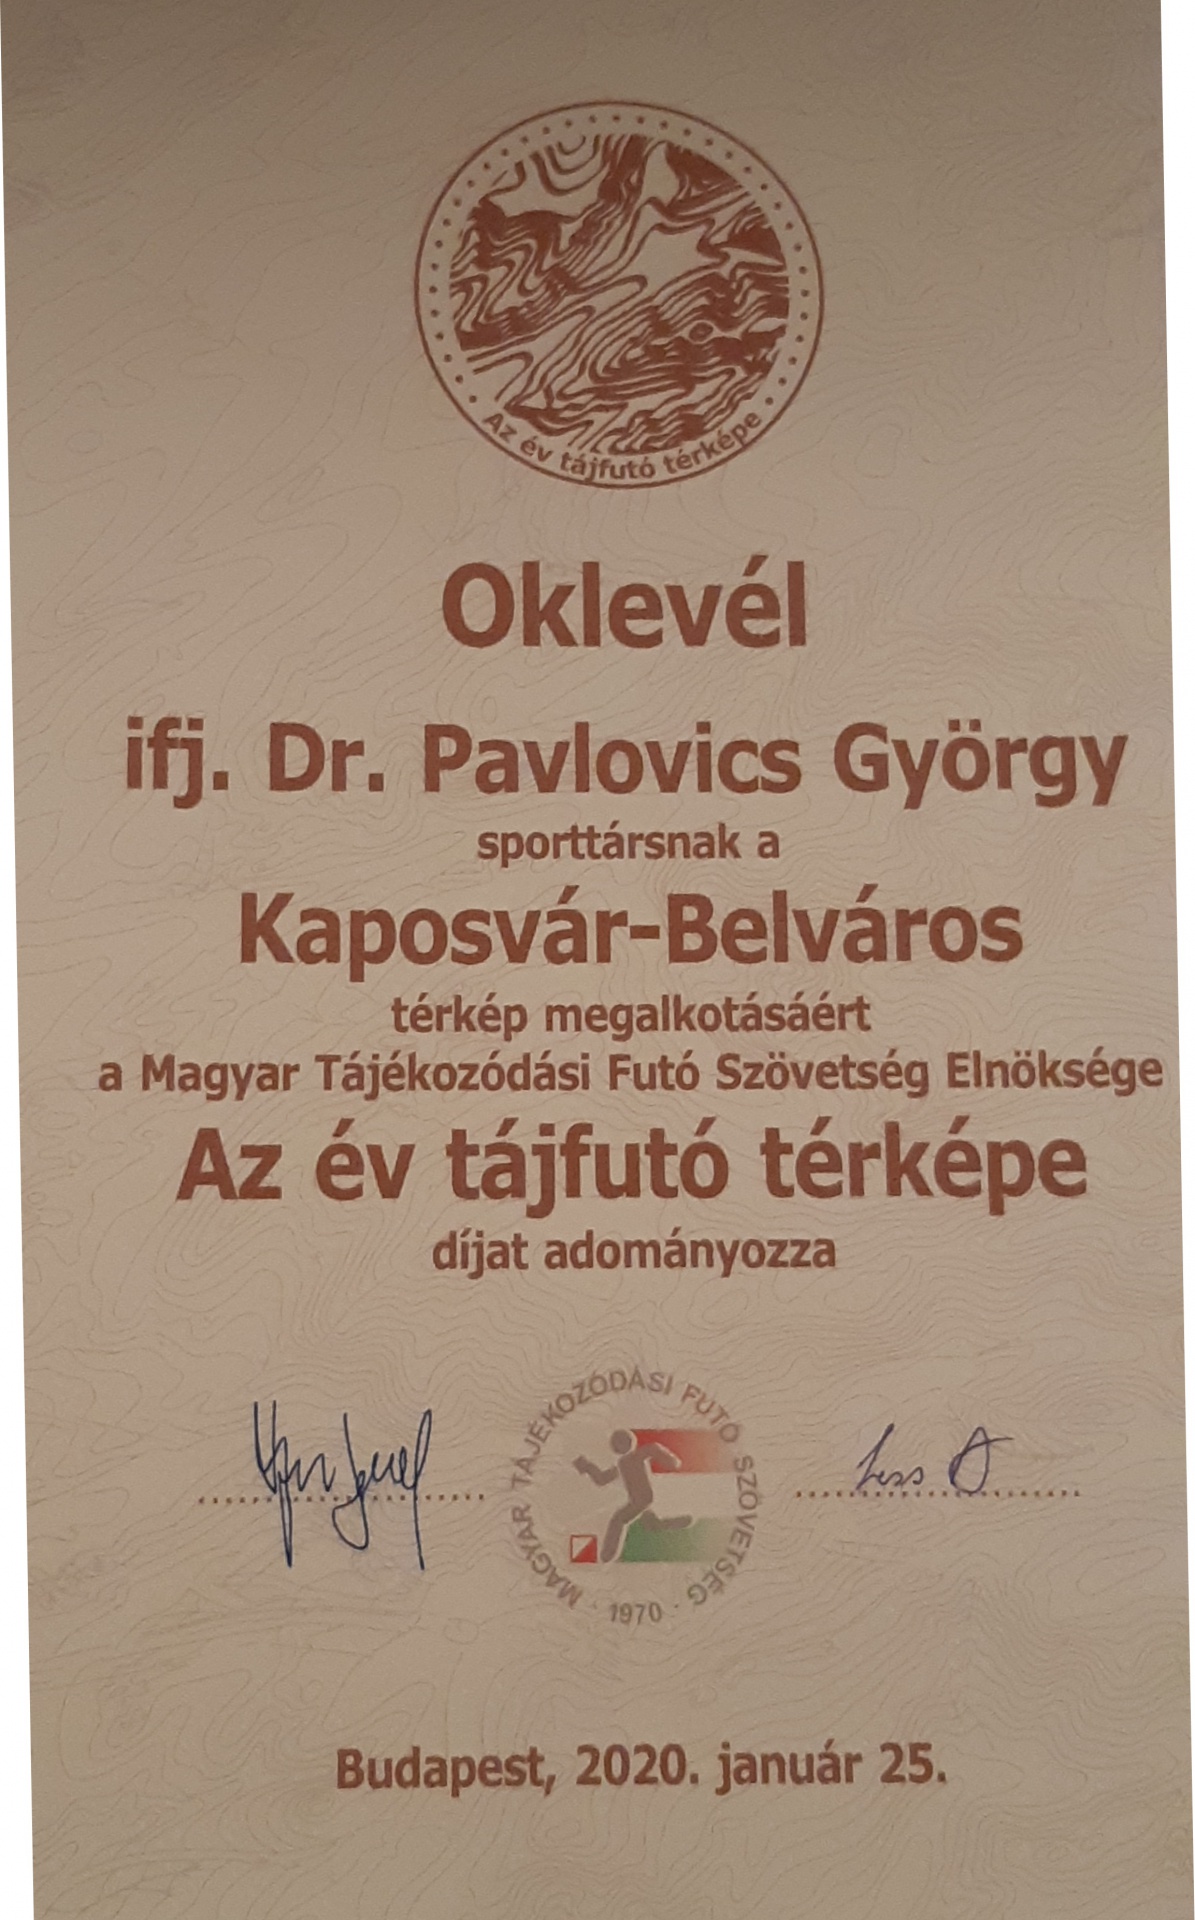 Az év tájfutó térképe
Oklevél
ifj. Dr. Pavlovics György
sporttársnak a
Kaposvár-Belváros
térkép megalkotásáért
a Magyar Tájékozódási Futó Szövetség Elnöksége
Az év tájfutó térképe
díjat adományozza
MAGYAR TÁJÉKOZÓDÁSI FUTÓ SZÖVETSÉG
1970
Budapest, 2020. január 25.